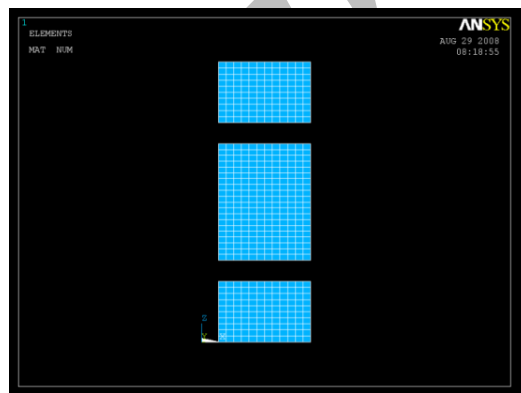 1
ELEMENTS
MAT NUM
ANSYS
AUG 29 2008
08:18:55
Z
Y
X